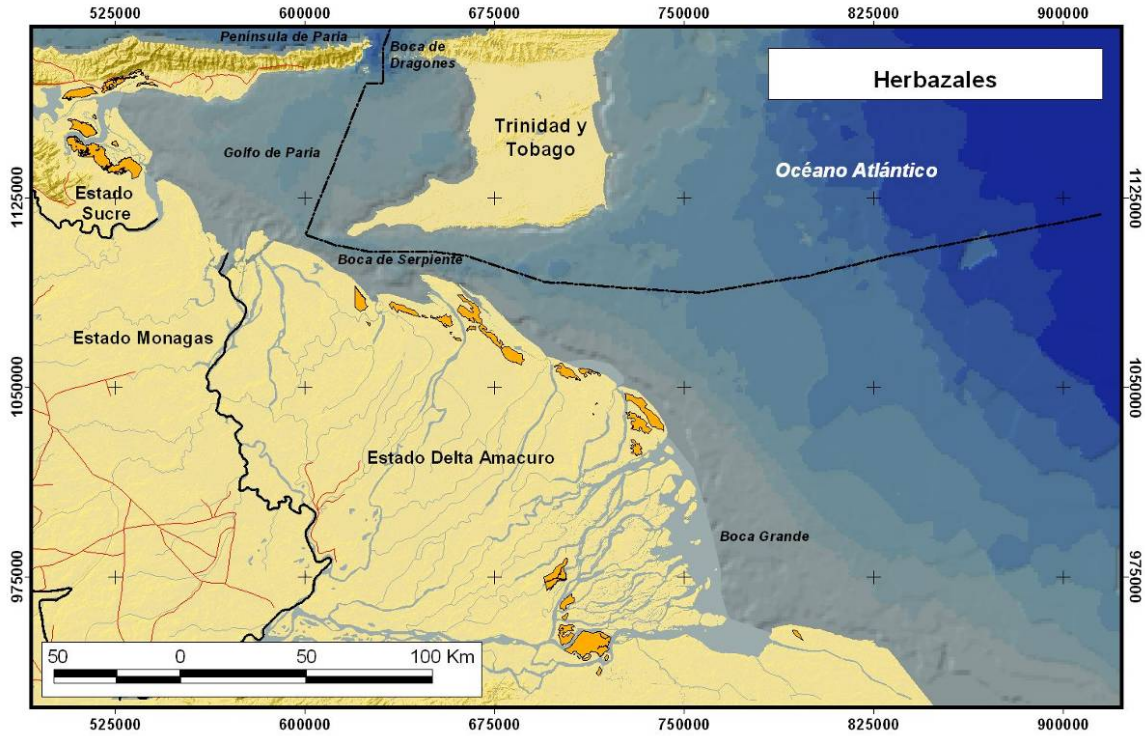 525000 600000 675000 750000 825000 900000
Península de Paria
Boca de
Dragones
Herbazales
Trinidad y
Tobago
Golfo de Paria
Océano Atlántico
Estado
Sucre
1125000 1125000
Boca de Serpiente
Estado Monagas
1050000 1050000
Estado Delta Amacuro
Boca Grande
975000 975000
50 0 50 100 Km
525000 600000 675000 750000 825000 900000